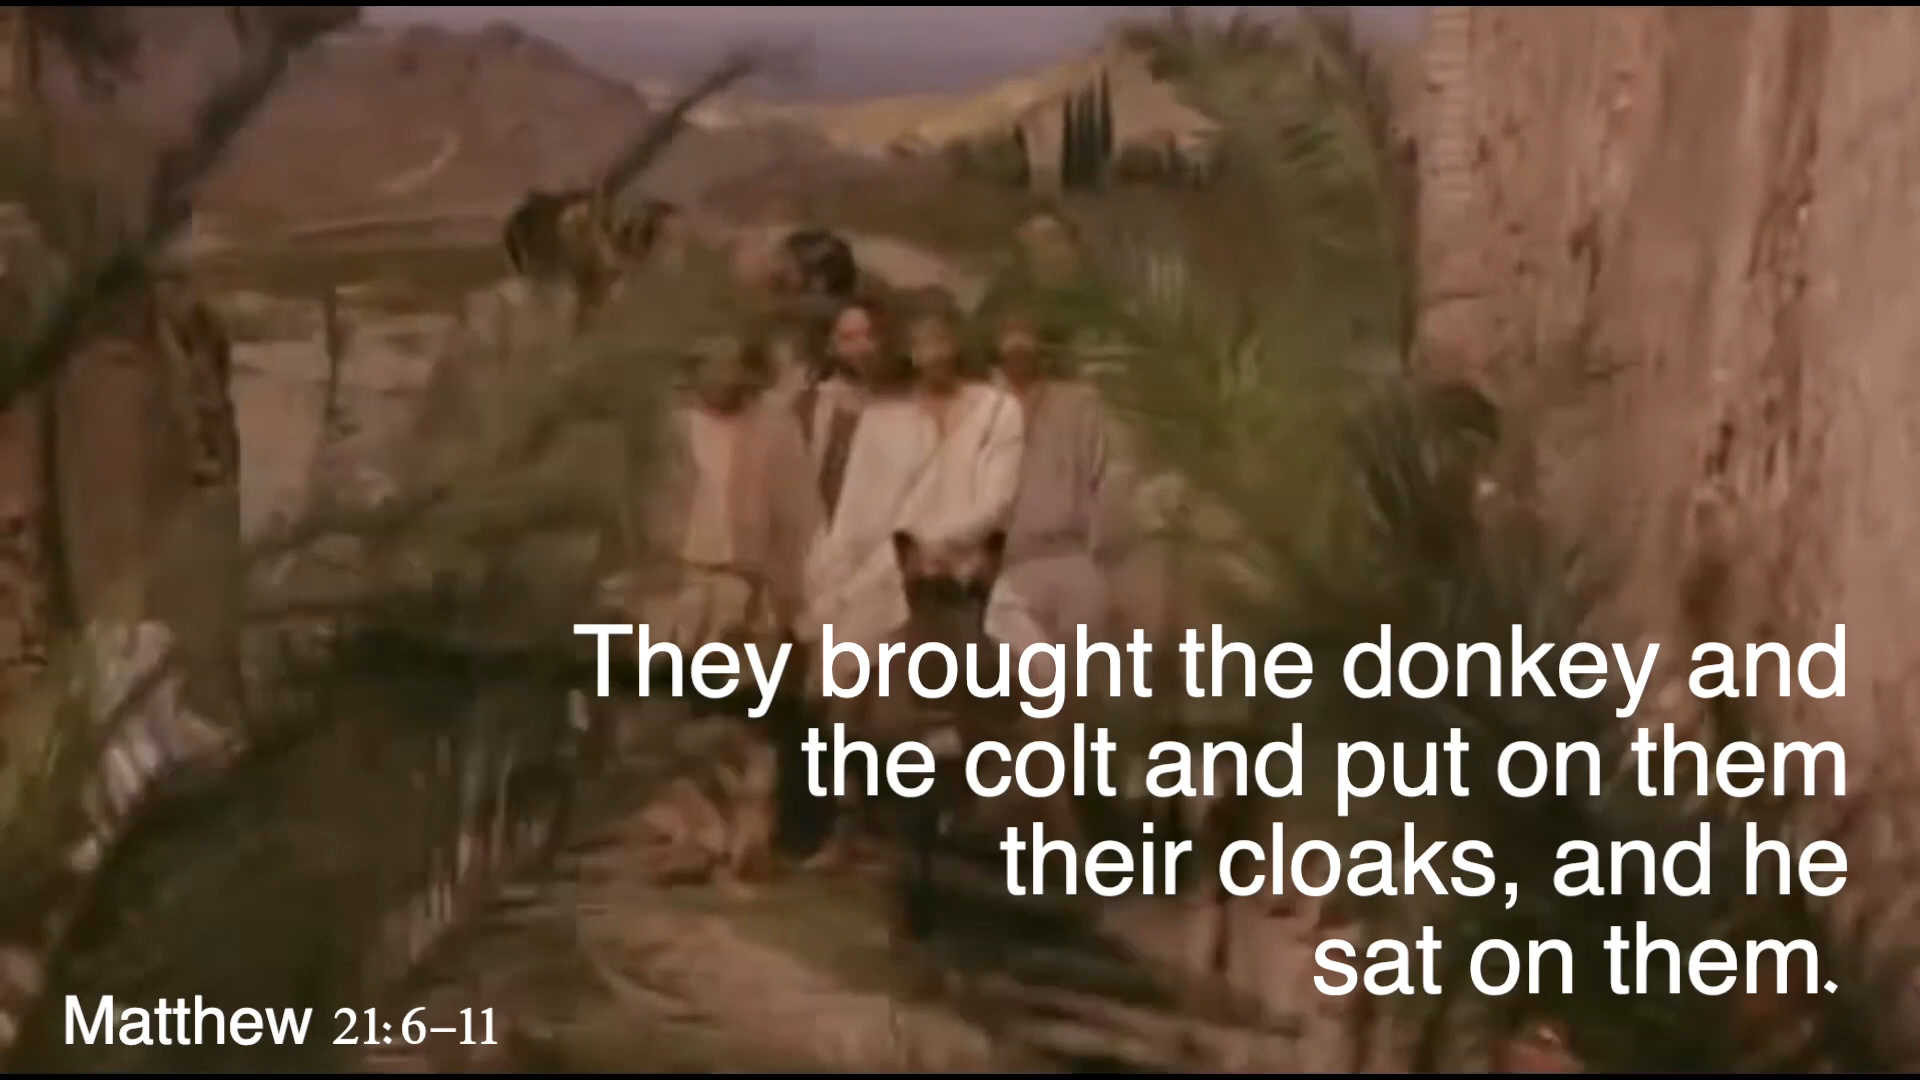 They brought the donkey and
the colt and put on them
their cloaks, and he
sat on them.
Matthew 21:6–11